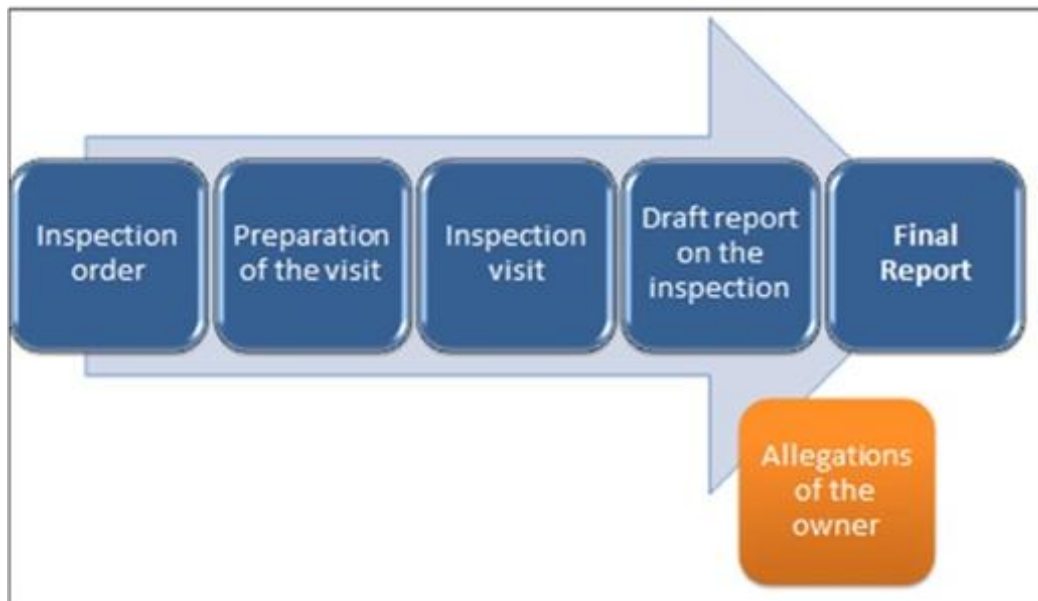 Inspection
order
Preparation
of the visit
Inspection
visit
Draft report
on the
inspection
Final
Report
Allegations
of the
owner